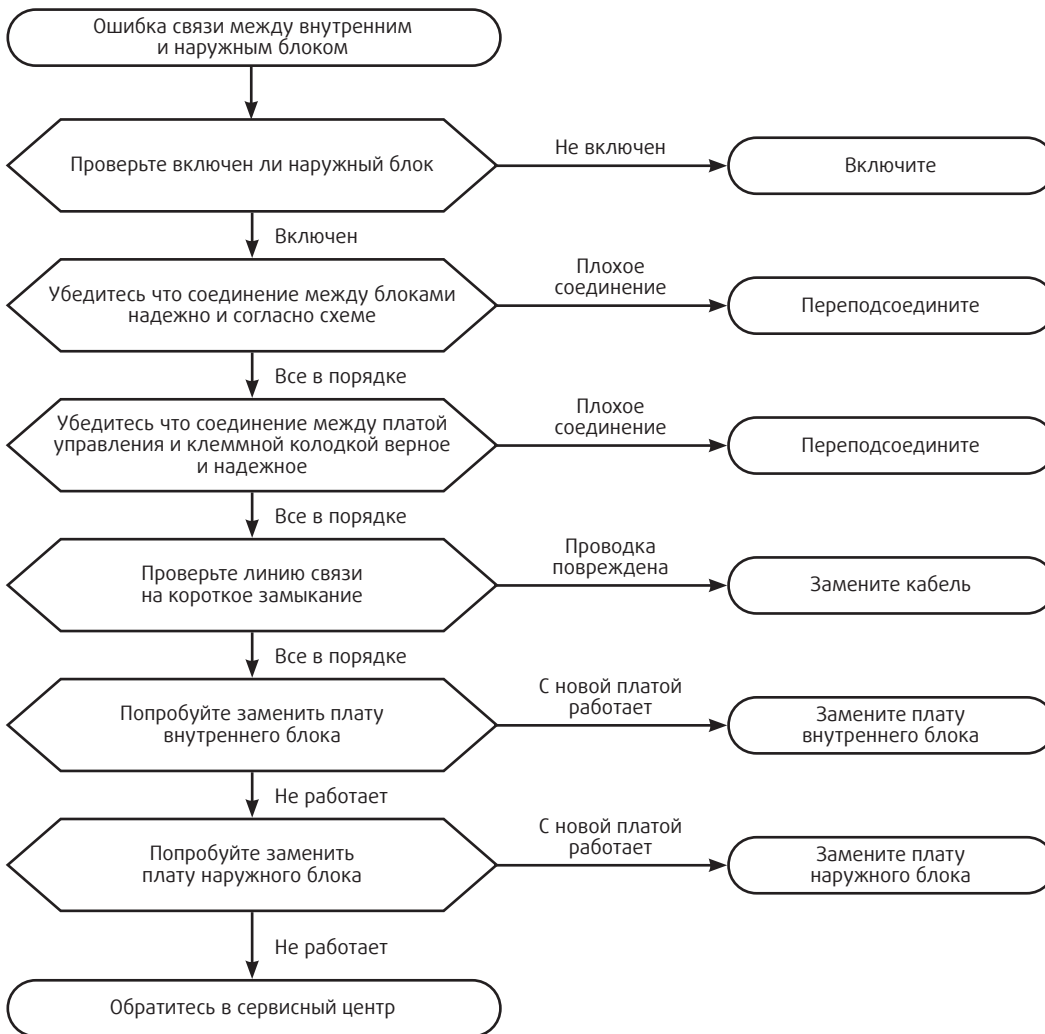 Ошибка связи между внутренним
и наружным блоком
Проверьте включен ли наружный блок
Не включен
Включите
Включен
Убедитесь что соединение между блоками
надежно и согласно схеме
Плохое
соединение
Переподсоедините
Все в порядке
Убедитесь что соединение между платой
управления и клеммной колодкой верное
и надежное
Плохое
соединение
Переподсоедините
Все в порядке
Проверьте линию связи
на короткое замыкание
Проводка
повреждена
Замените кабель
Все в порядке
Попробуйте заменить плату
внутреннего блока
С новой платой
работает
Замените плату
внутреннего блока
Не работает
Попробуйте заменить
плату наружного блока
С новой платой
работает
Замените плату
наружного блока
Не работает
Обратитесь в сервисный центр